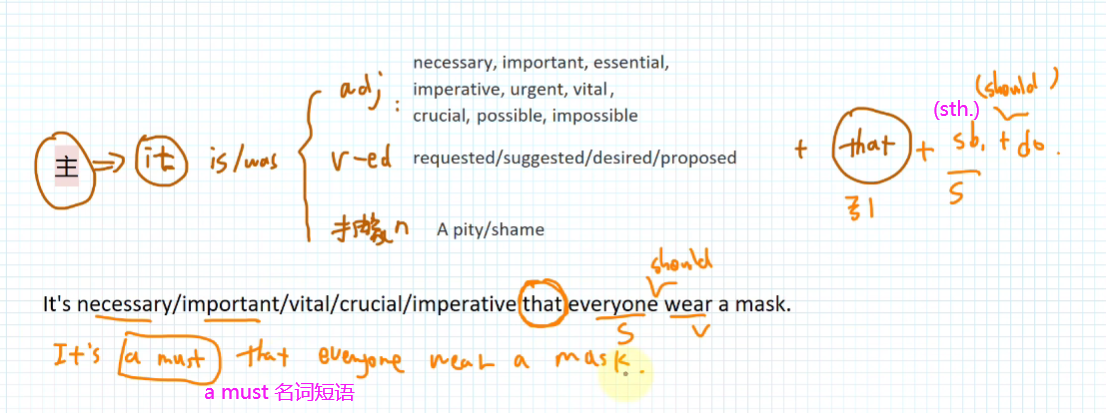 necessary, important, essential,
adj. imperative, urgent, vital,
crucial, possible, impossible
(should)
(sth.)
主 ⇒ it is/was v-ed requested/suggested/desired/proposed + that + sb. + do.
引 S
抽象n A pity/shame
should
It's necessary/important/vital/crucial/imperative that everyone wear a mask.
S V
It's a must that everyone wear a mask.
a must 名词短语